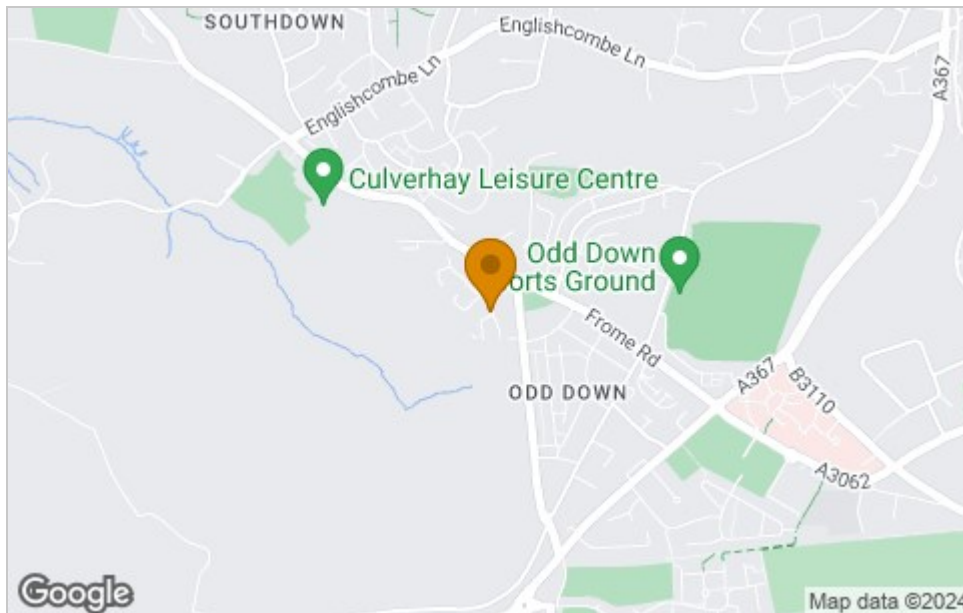 SOUTHDOWN
Englishcombe Ln
Englishcombe Ln
A367
Culverhay Leisure Centre
Odd Down
orts Ground
Frome Rd
ODD DOWN
A367
B3110
A3062
Google
Map data ©2024